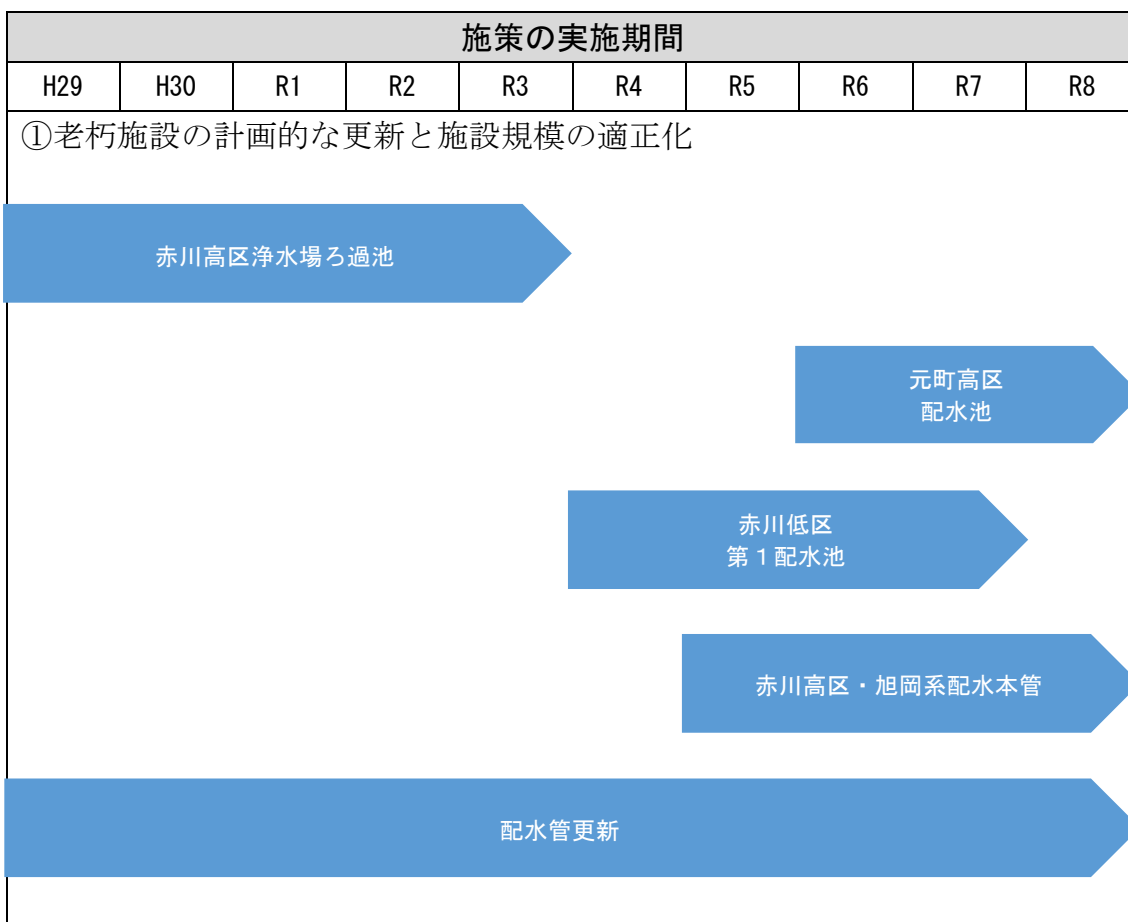 施策の実施期間
H29 H30 R1 R2 R3 R4 R5 R6 R7 R8
①老朽施設の計画的な更新と施設規模の適正化
赤川高区浄水場ろ過池
元町高区
配水池
赤川低区
第１配水池
赤川高区・旭岡系配水本管
配水管更新